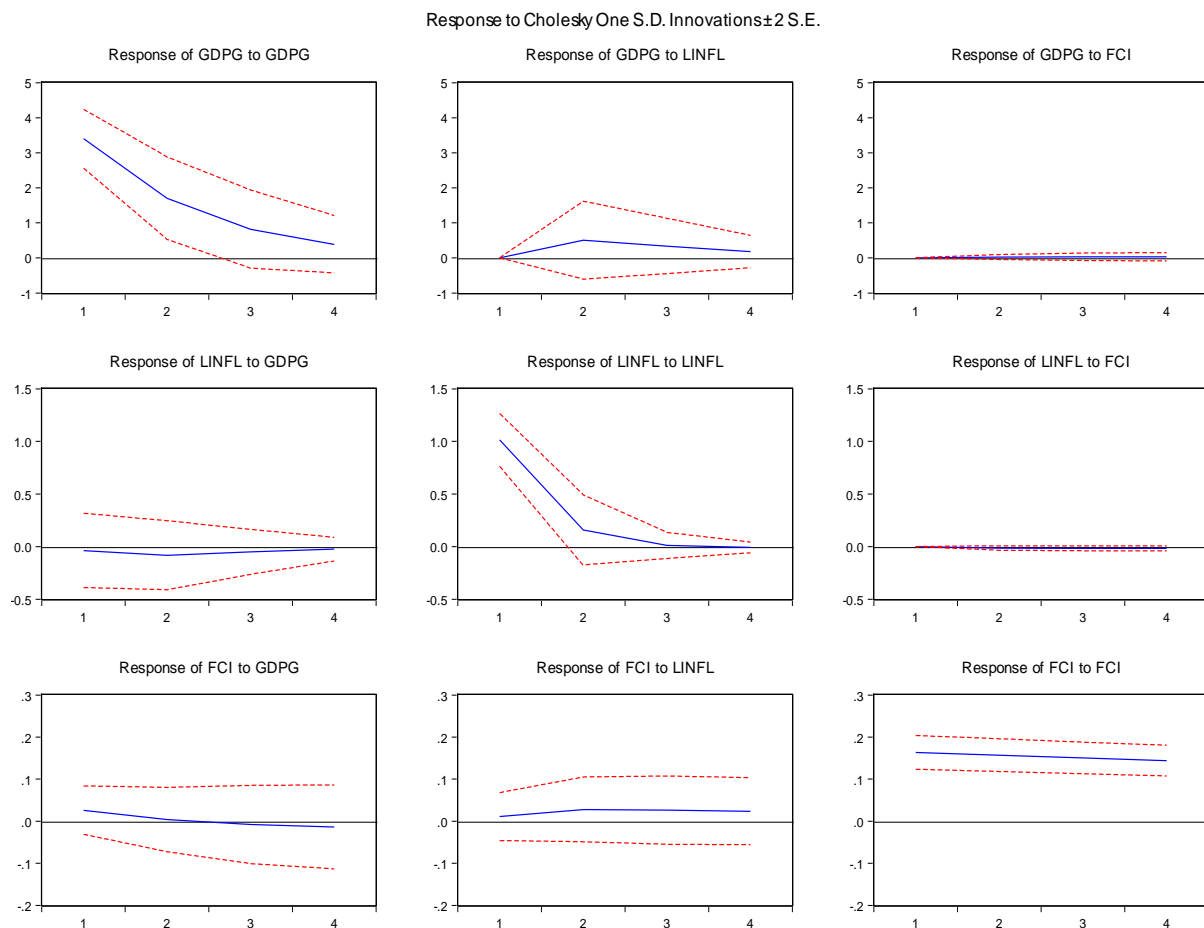 Response to Cholesky One S.D. Innovations ± 2 S.E.
Response of GDPG to GDPG
5
4
3
2
1
0
-1
1 2 3 4
Response of GDPG to LINFL
5
4
3
2
1
0
-1
1 2 3 4
Response of GDPG to FCI
5
4
3
2
1
0
-1
1 2 3 4
Response of LINFL to GDPG
1.5
1.0
0.5
0.0
-0.5
1 2 3 4
Response of LINFL to LINFL
1.5
1.0
0.5
0.0
-0.5
1 2 3 4
Response of LINFL to FCI
1.5
1.0
0.5
0.0
-0.5
1 2 3 4
Response of FCI to GDPG
.3
.2
.1
.0
-.1
-.2
1 2 3 4
Response of FCI to LINFL
.3
.2
.1
.0
-.1
-.2
1 2 3 4
Response of FCI to FCI
.3
.2
.1
.0
-.1
-.2
1 2 3 4